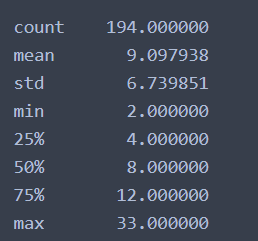 count 194.000000
mean 9.097938
std 6.739851
min 2.000000
25% 4.000000
50% 8.000000
75% 12.000000
max 33.000000